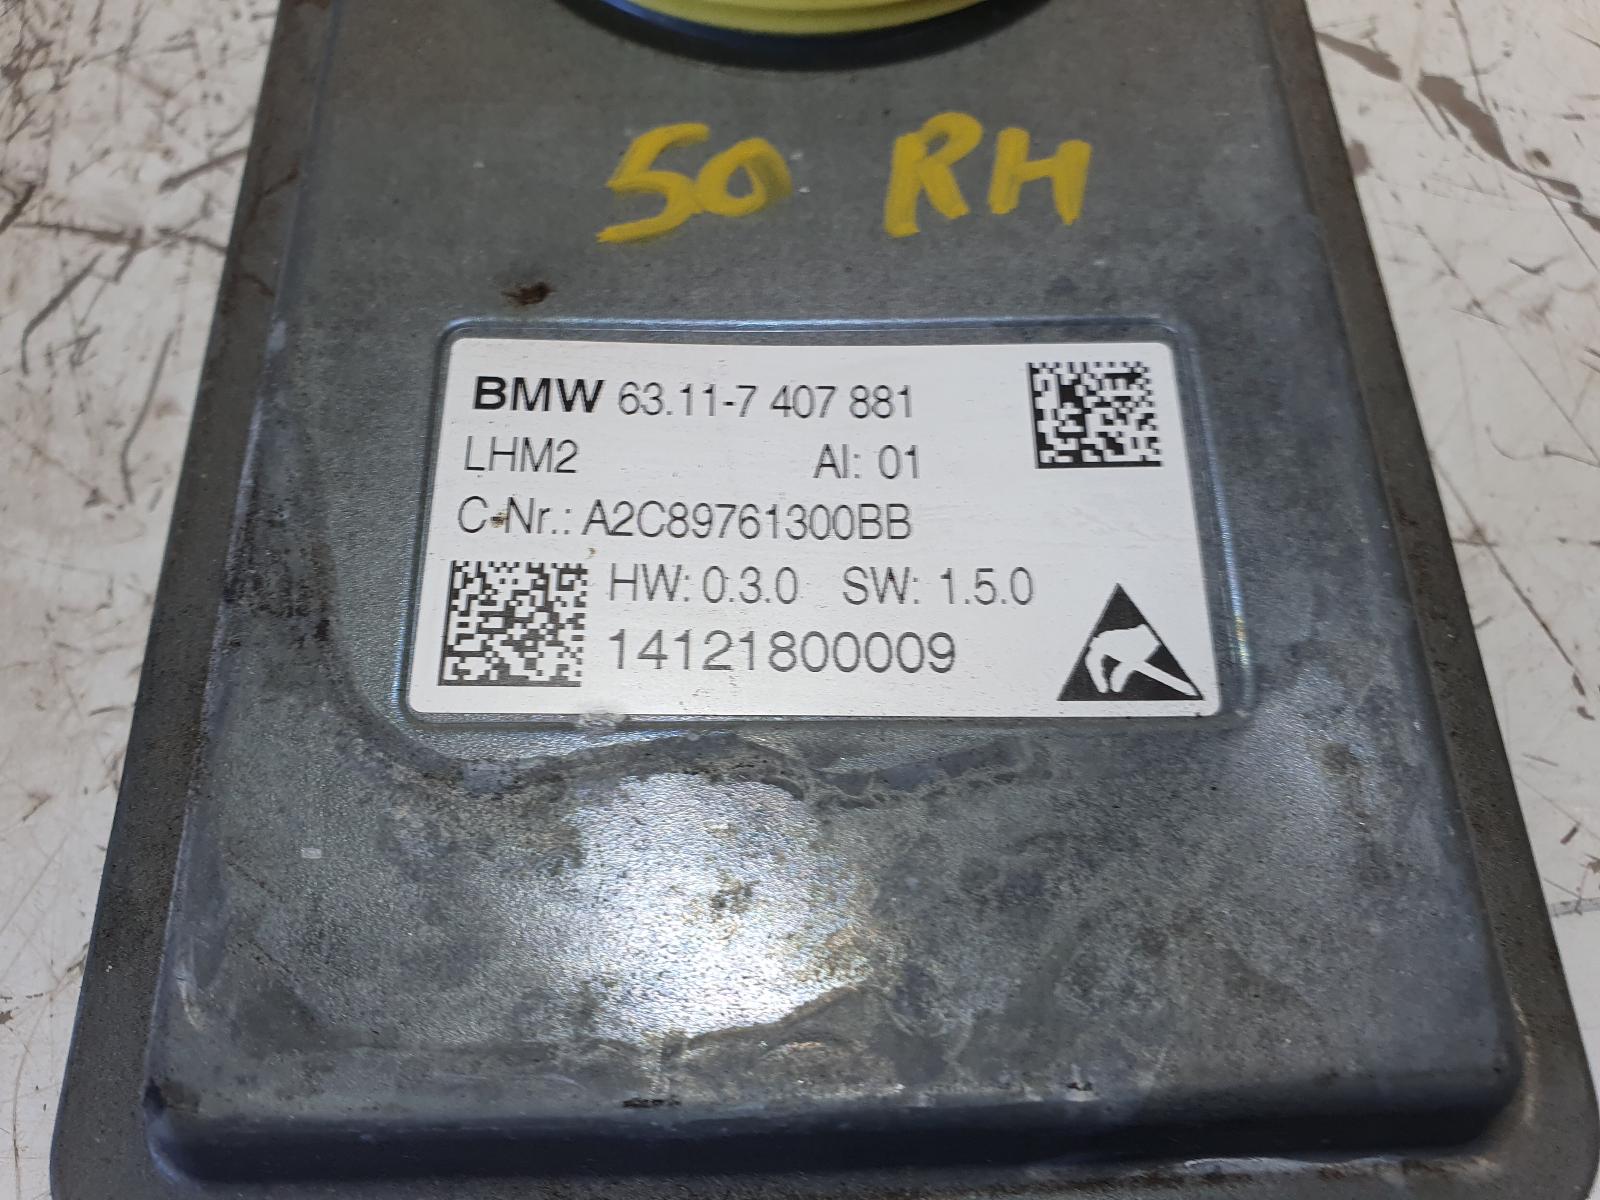 50 RH
BMW 63.11-7 407 881
LHM2 AI: 01
C-Nr.: A2C89761300BB
HW: 0.3.0 SW: 1.5.0
14121800009